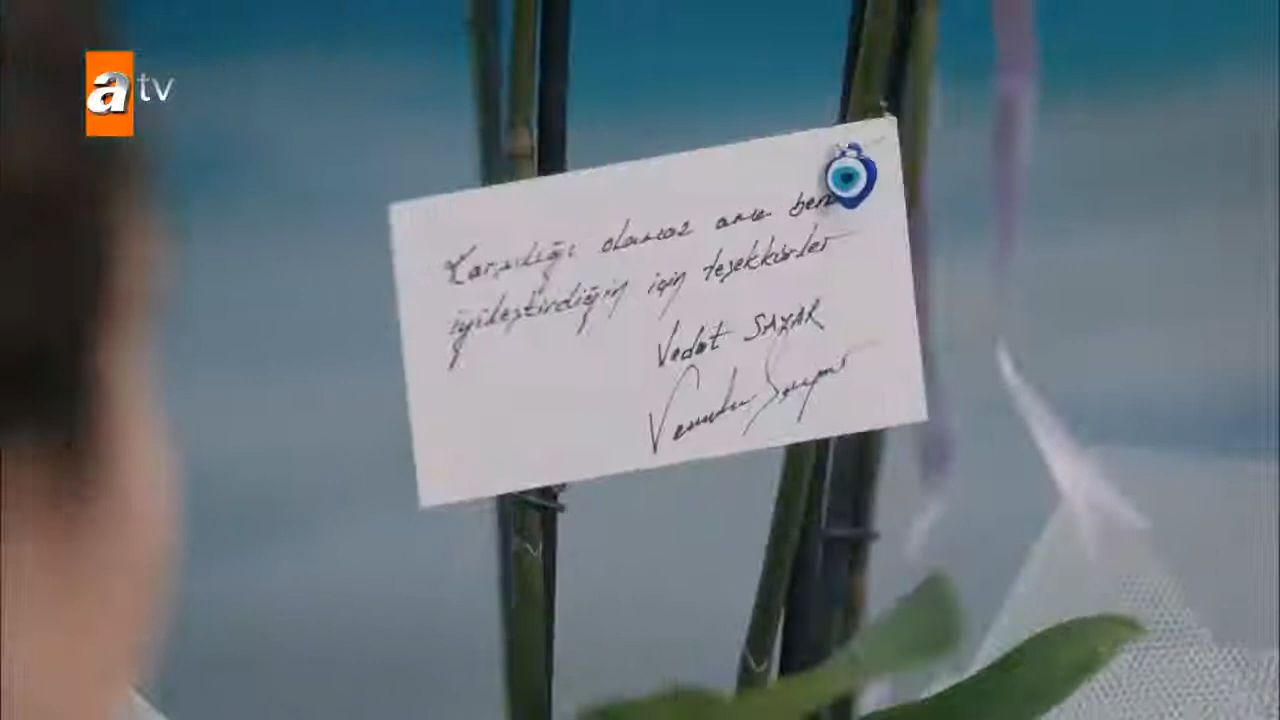 atv
Karşılığı olamaz ama beni
iyileştirdiğin için teşekkürler
Vedat SAYAR